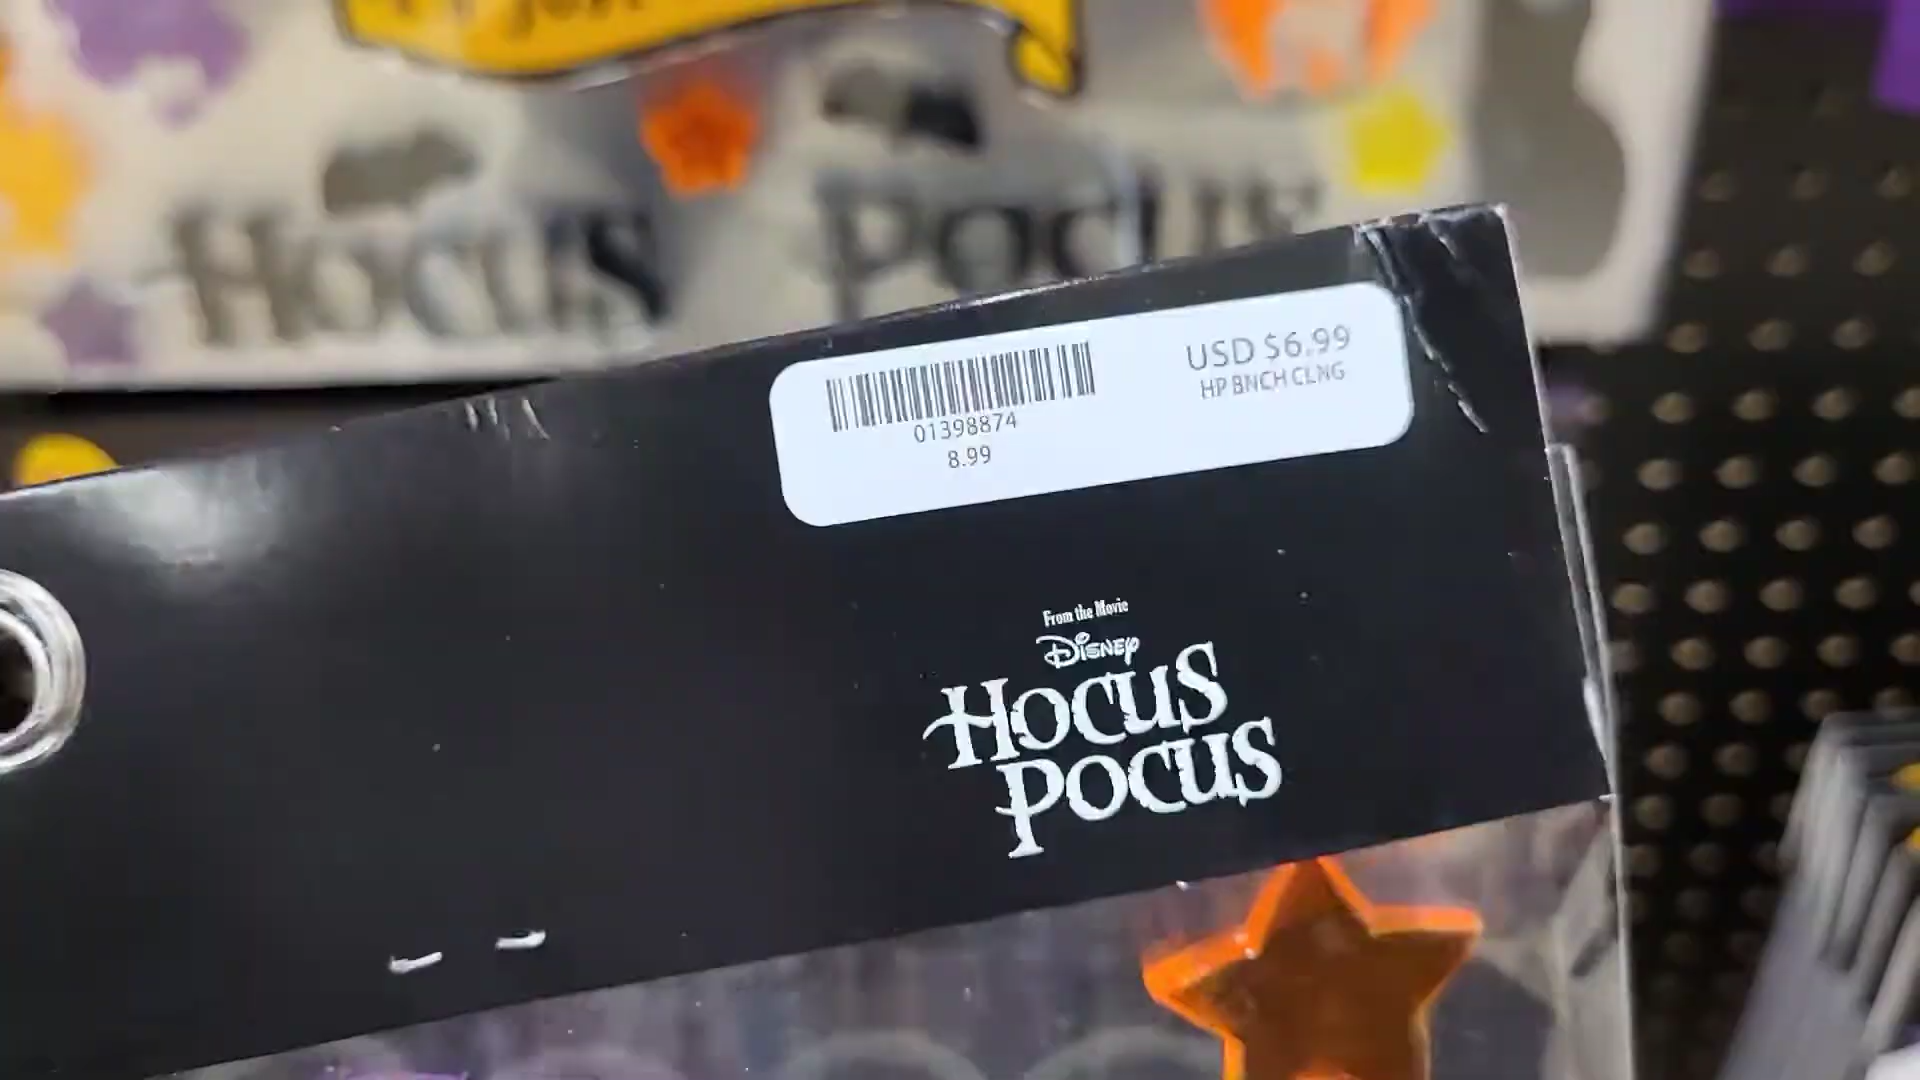 HOCUS POCUS
01398874
8.99
USD $6.99
HP BNCH CLNG
From the Movie
Disney
HOCUS
POCUS